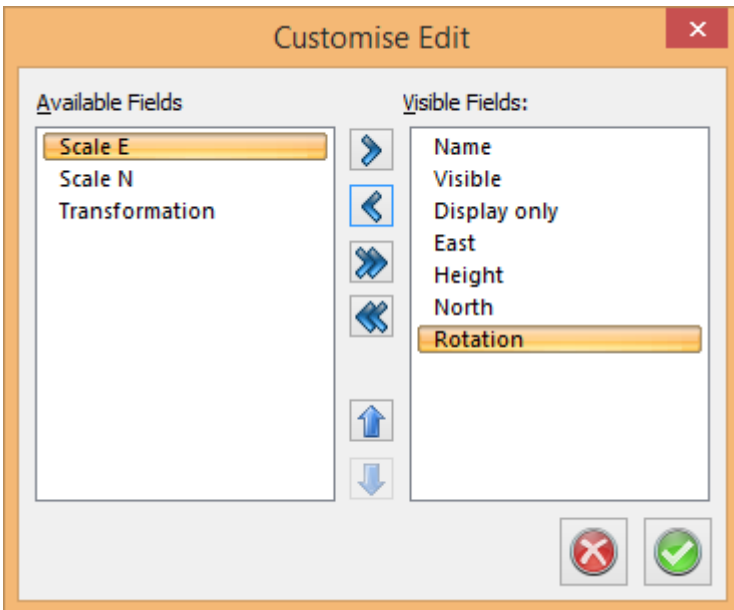 Customise Edit
Available Fields
Visible Fields:
Scale E
Scale N
Transformation
Name
Visible
Display only
East
Height
North
Rotation